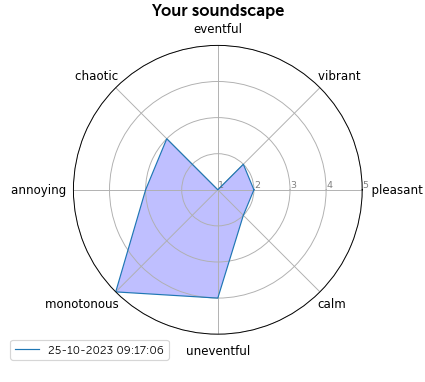 Your soundscape
eventful
chaotic
vibrant
annoying
1
2
3
4
5
pleasant
monotonous
calm
uneventful
25-10-2023 09:17:06